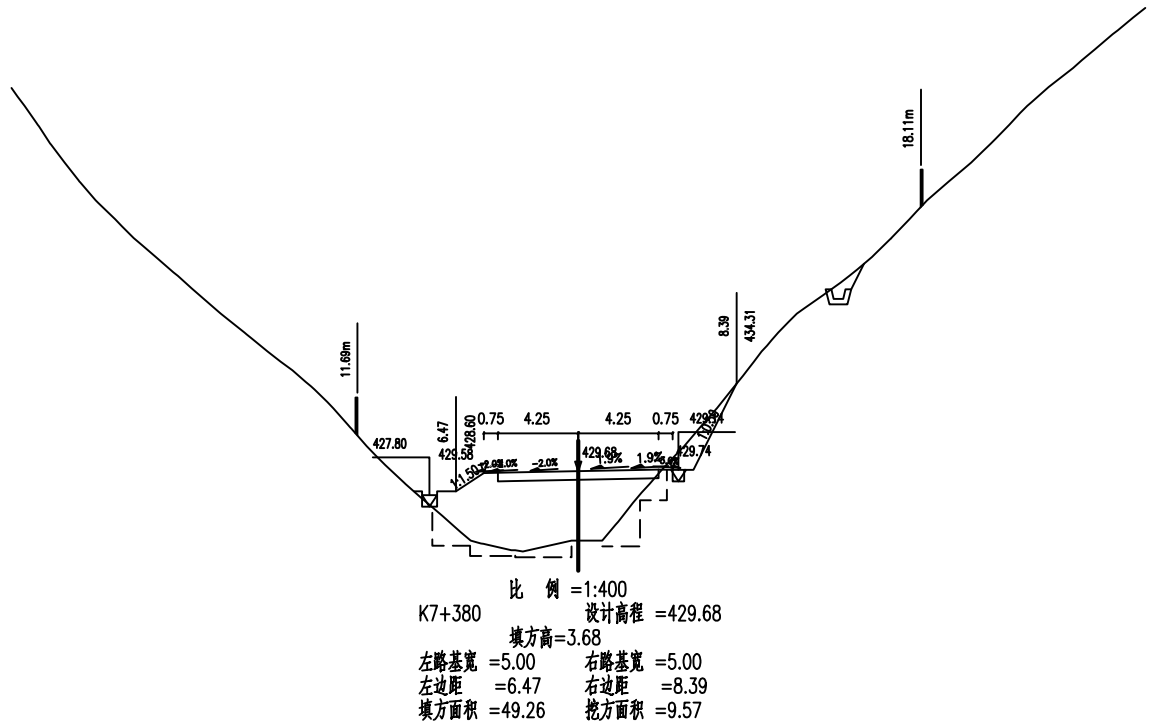 18.11m
11.69m
8.39
434.31
6.47
428.60
0.75 4.25 4.25 0.75
427.80
429.58
429.68
429.74
1:1.50
-2.0%
1.9% 1.9%
比 例 =1:400
K7+380 设计高程 =429.68
填方高=3.68
左路基宽 =5.00 右路基宽 =5.00
左边距 =6.47 右边距 =8.39
填方面积 =49.26 挖方面积 =9.57